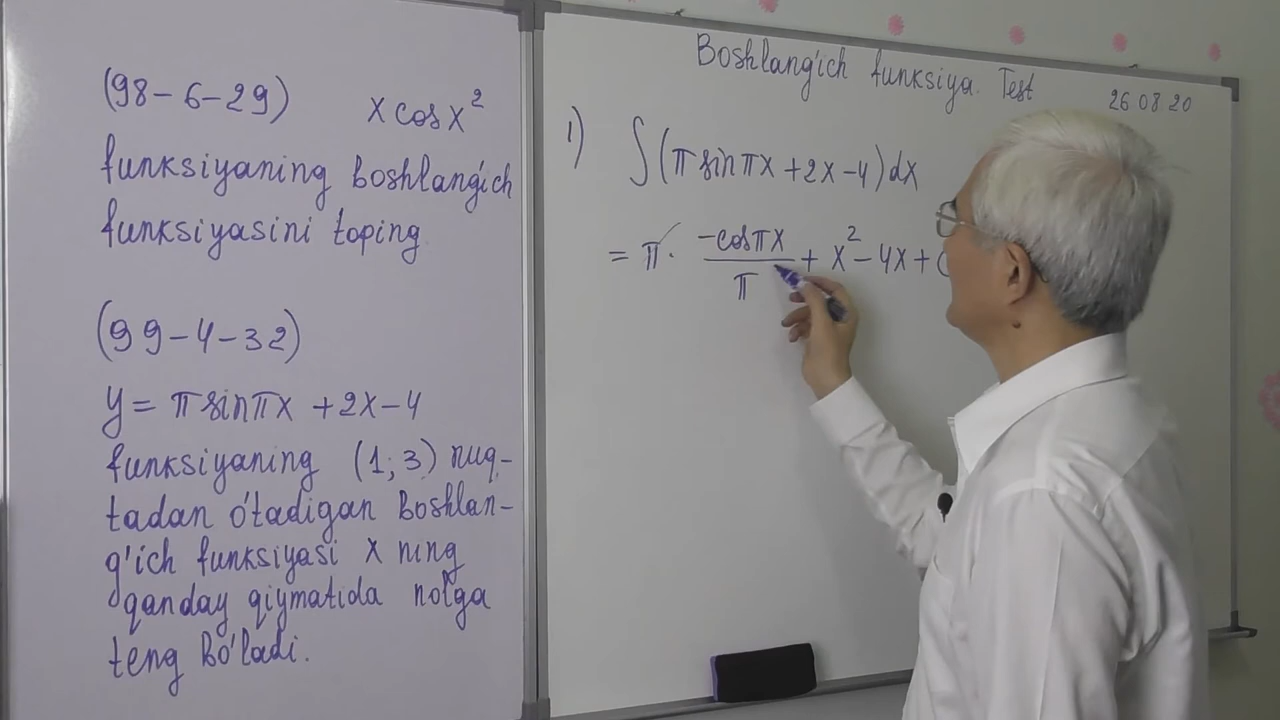 (98-6-29) x cos x²
funksiyaning boshlang'ich
funksiyasini toping
(99-4-32)
y = π sin πx + 2x - 4
funksiyaning (1; 3) nuq-
tadan o'tadigan boshlan-
g'ich funksiyasi x ning
qanday qiymatida nolga
teng bo'ladi.
Boshlang'ich funksiya. Test
26 08 20
1) ∫(π sin πx + 2x - 4) dx
= π · (-cos πx)/π + x² - 4x +